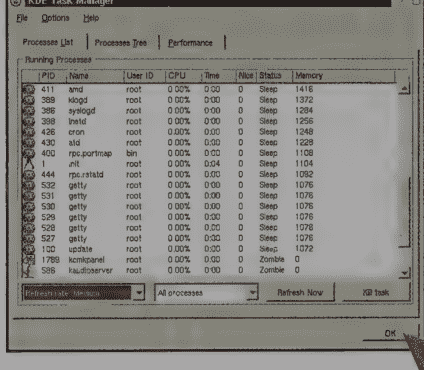 KDE Task Manager
File Options Help
Processes List Processes Tree Performance
Running Processes
PID Name User ID CPU Time Nice Status Memory
411 amd root 0.00% 0:00 0 Sleep 1416
389 klogd root 0.00% 0:00 0 Sleep 1372
386 syslogd root 0.00% 0:00 0 Sleep 1284
398 inetd root 0.00% 0:00 0 Sleep 1256
426 cron root 0.00% 0:00 0 Sleep 1248
430 atd root 0.00% 0:00 0 Sleep 1228
400 rpc.portmap bin 0.00% 0:00 0 Sleep 1108
1 init root 0.00% 0:04 0 Sleep 1104
444 rpc.rstatd root 0.00% 0:00 0 Sleep 1092
532 getty root 0.00% 0:00 0 Sleep 1076
531 getty root 0.00% 0:00 0 Sleep 1076
530 getty root 0.00% 0:00 0 Sleep 1076
529 getty root 0.00% 0:00 0 Sleep 1076
528 getty root 0.00% 0:00 0 Sleep 1076
527 getty root 0.00% 0:00 0 Sleep 1076
100 update root 0.00% 0:00 0 Sleep 1072
1789 kcmkpanel root 0.00% 0:00 0 Zombie 0
586 kaudioserver root 0.00% 0:00 0 Zombie 0
Refresh rate: Medium All processes Refresh Now Kill task
OK